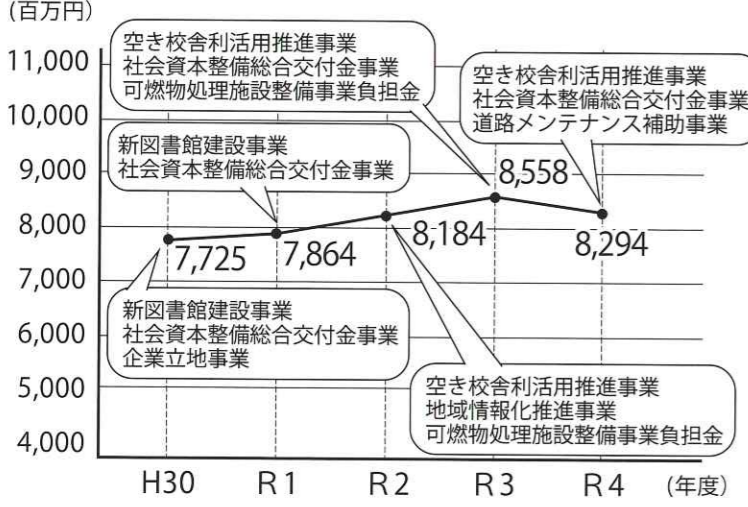 (百万円)
11,000
10,000
9,000
8,000
7,000
6,000
5,000
4,000
空き校舎利活用推進事業
社会資本整備総合交付金事業
可燃物処理施設整備事業負担金
空き校舎利活用推進事業
社会資本整備総合交付金事業
道路メンテナンス補助事業
新図書館建設事業
社会資本整備総合交付金事業
7,725
7,864
8,184
8,558
8,294
新図書館建設事業
社会資本整備総合交付金事業
企業立地事業
空き校舎利活用推進事業
地域情報化推進事業
可燃物処理施設整備事業負担金
H30 R1 R2 R3 R4 (年度)